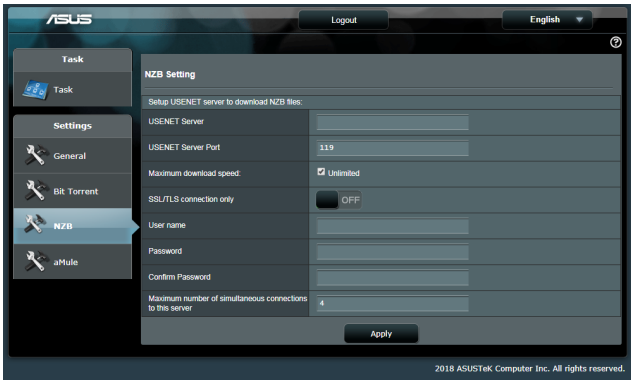 ASUS
Logout
English
Task
Task
Settings
General
Bit Torrent
NZB
aMule
NZB Setting
Setup USENET server to download NZB files:
USENET Server
USENET Server Port
119
Maximum download speed:
Unlimited
SSL/TLS connection only
OFF
User name
Password
Confirm Password
Maximum number of simultaneous connections
to this server
4
Apply
2018 ASUSTeK Computer Inc. All rights reserved.